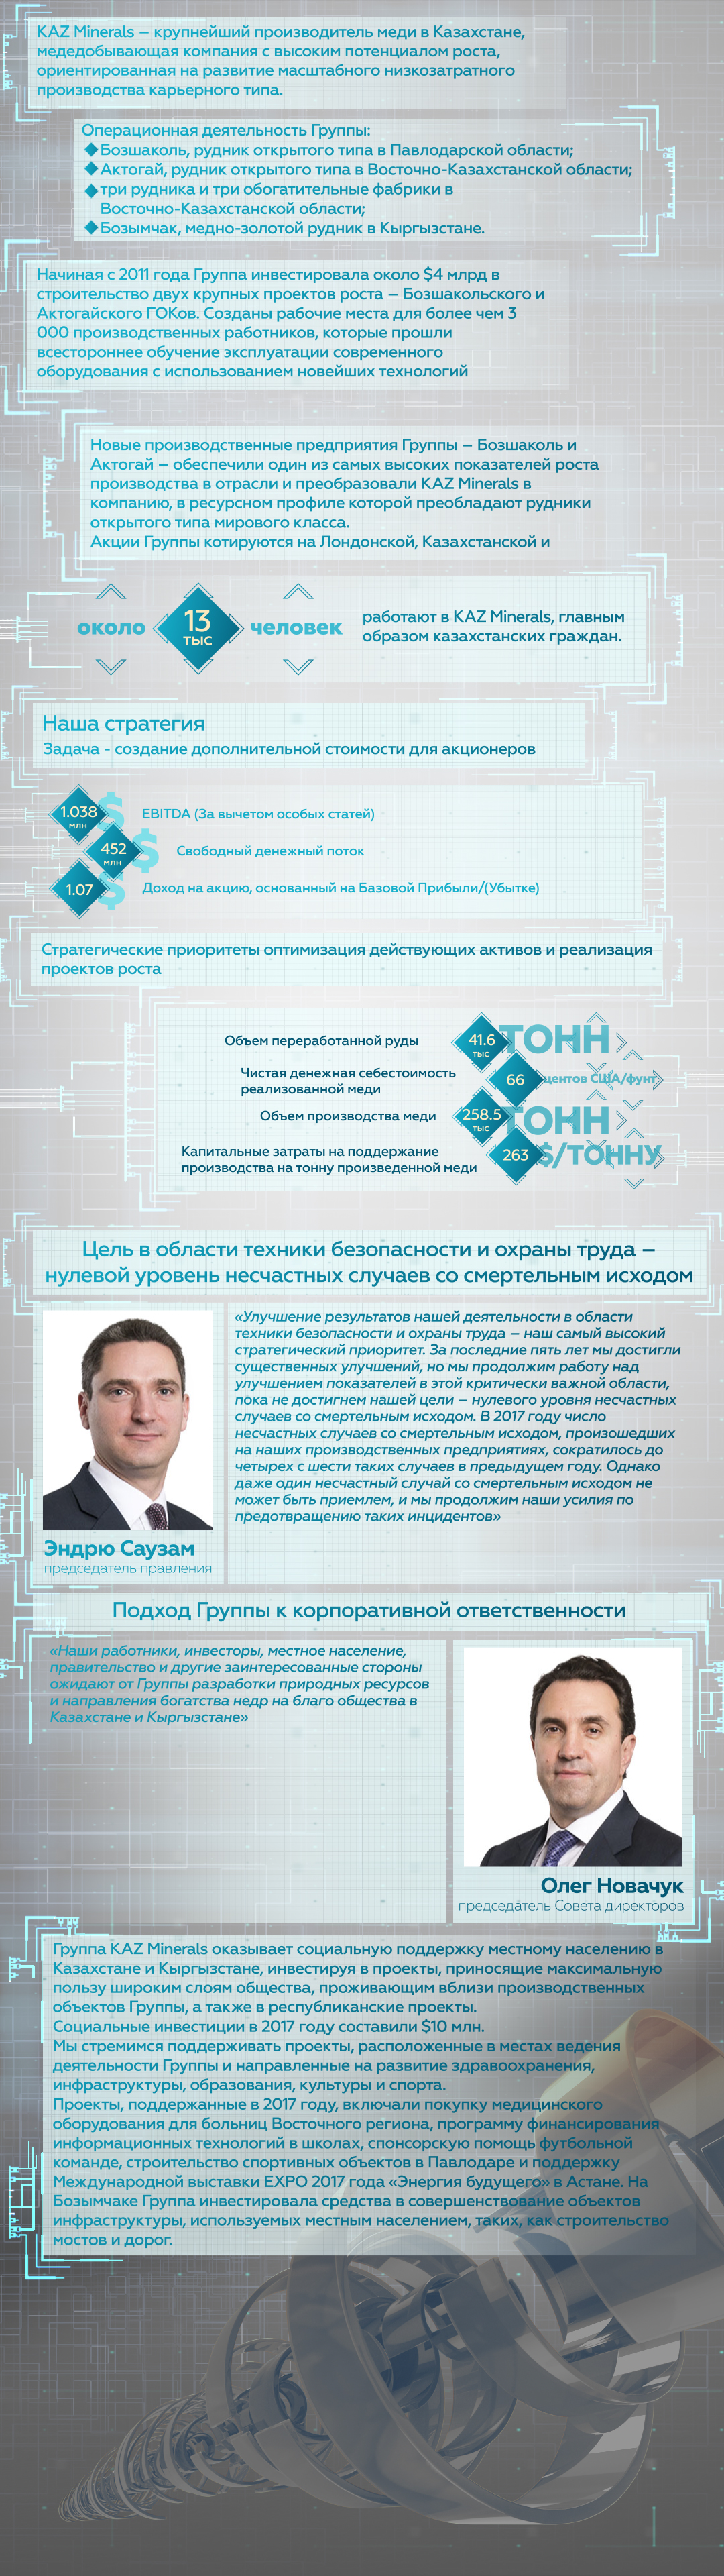 KAZ Minerals – крупнейший производитель меди в Казахстане,
медедобывающая компания с высоким потенциалом роста,
ориентированная на развитие масштабного низкозатратного
производства карьерного типа.
Операционная деятельность Группы:
Бозшаколь, рудник открытого типа в Павлодарской области;
Актогай, рудник открытого типа в Восточно-Казахстанской области;
три рудника и три обогатительные фабрики в
Восточно-Казахстанской области;
Бозымчак, медно-золотой рудник в Кыргызстане.
Начиная с 2011 года Группа инвестировала около $4 млрд в
строительство двух крупных проектов роста – Бозшакольского и
Актогайского ГОКов. Созданы рабочие места для более чем 3
000 производственных работников, которые прошли
всестороннее обучение эксплуатации современного
оборудования с использованием новейших технологий
Новые производственные предприятия Группы – Бозшаколь и
Актогай – обеспечили один из самых высоких показателей роста
производства в отрасли и преобразовали KAZ Minerals в
компанию, в ресурсном профиле которой преобладают рудники
открытого типа мирового класса.
Акции Группы котируются на Лондонской, Казахстанской и
около 13 тыс человек
работают в KAZ Minerals, главным
образом казахстанских граждан.
Наша стратегия
Задача - создание дополнительной стоимости для акционеров
1.038 млн $ EBITDA (За вычетом особых статей)
452 млн $ Свободный денежный поток
1.07 $ Доход на акцию, основанный на Базовой Прибыли/(Убытке)
Стратегические приоритеты оптимизация действующих активов и реализация
проектов роста
Объем переработанной руды 41.6 тыс ТОНН
Чистая денежная себестоимость
реализованной меди 66 центов США/фунт
Объем производства меди 258.5 тыс ТОНН
Капитальные затраты на поддержание
производства на тонну произведенной меди 263 $/ТОННУ
Цель в области техники безопасности и охраны труда –
нулевой уровень несчастных случаев со смертельным исходом
«Улучшение результатов нашей деятельности в области
техники безопасности и охраны труда – наш самый высокий
стратегический приоритет. За последние пять лет мы достигли
существенных улучшений, но мы продолжим работу над
улучшением показателей в этой критически важной области,
пока не достигнем нашей цели – нулевого уровня несчастных
случаев со смертельным исходом. В 2017 году число
несчастных случаев со смертельным исходом, произошедших
на наших производственных предприятиях, сократилось до
четырех с шести таких случаев в предыдущем году. Однако
даже один несчастный случай со смертельным исходом не
может быть приемлем, и мы продолжим наши усилия по
предотвращению таких инцидентов»
Эндрю Саузам
председатель правления
Подход Группы к корпоративной ответственности
«Наши работники, инвесторы, местное население,
правительство и другие заинтересованные стороны
ожидают от Группы разработки природных ресурсов
и направления богатства недр на благо общества в
Казахстане и Кыргызстане»
Олег Новачук
председатель Совета директоров
Группа KAZ Minerals оказывает социальную поддержку местному населению в
Казахстане и Кыргызстане, инвестируя в проекты, приносящие максимальную
пользу широким слоям общества, проживающим вблизи производственных
объектов Группы, а также в республиканские проекты.
Социальные инвестиции в 2017 году составили $10 млн.
Мы стремимся поддерживать проекты, расположенные в местах ведения
деятельности Группы и направленные на развитие здравоохранения,
инфраструктуры, образования, культуры и спорта.
Проекты, поддержанные в 2017 году, включали покупку медицинского
оборудования для больниц Восточного региона, программу финансирования
информационных технологий в школах, спонсорскую помощь футбольной
команде, строительство спортивных объектов в Павлодаре и поддержку
Международной выставки EXPO 2017 года «Энергия будущего» в Астане. На
Бозымчаке Группа инвестировала средства в совершенствование объектов
инфраструктуры, используемых местным населением, таких, как строительство
мостов и дорог.